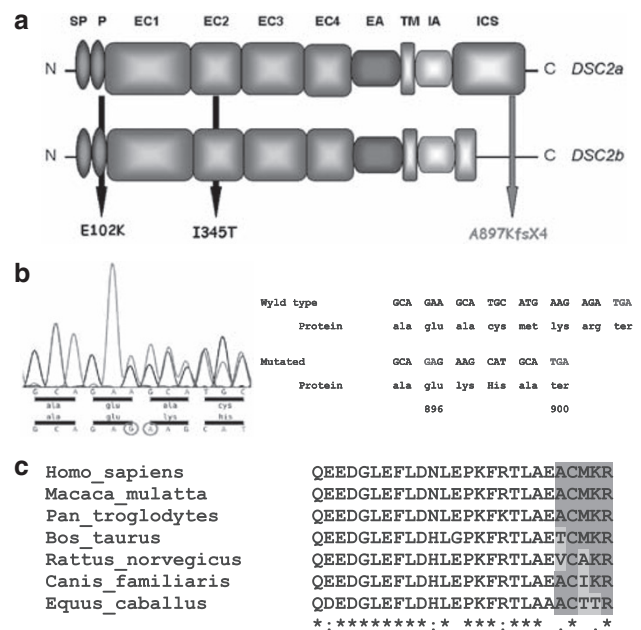 a
SP P EC1 EC2 EC3 EC4 EA TM IA ICS
N C DSC2a
N C DSC2b
E102K I345T A897KfsX4
b
Wyld type GCA GAA GCA TGC ATG AAG AGA TGA
Protein ala glu ala cys met lys arg ter
Mutated GCA GAG AAG CAT GCA TGA
Protein ala glu lys His ala ter
896 900
G C A G A A G C A T G C
ala glu ala cys
ala glu lys his
G C A G A G A A G C A T
c
Homo_sapiens QEEDGLEFLDNLEPKFRTLAEACMKR
Macaca_mulatta QEEDGLEFLDNLEPKFRTLAEACMKR
Pan_troglodytes QEEDGLEFLDNLEPKFKTLAEACMKR
Bos_taurus QEEDGLEFLDHLGPKFRTLAETCMKR
Rattus_norvegicus QEEDGLEFLDHLEPKFRTLAEVCAKR
Canis_familiaris QEEDGLEFLDHLEPKFRTLAEACIKR
Equus_caballus QDEDGLEFLDHLEPKFRTLAAACTTR
*:********:* ***:*** .* .*